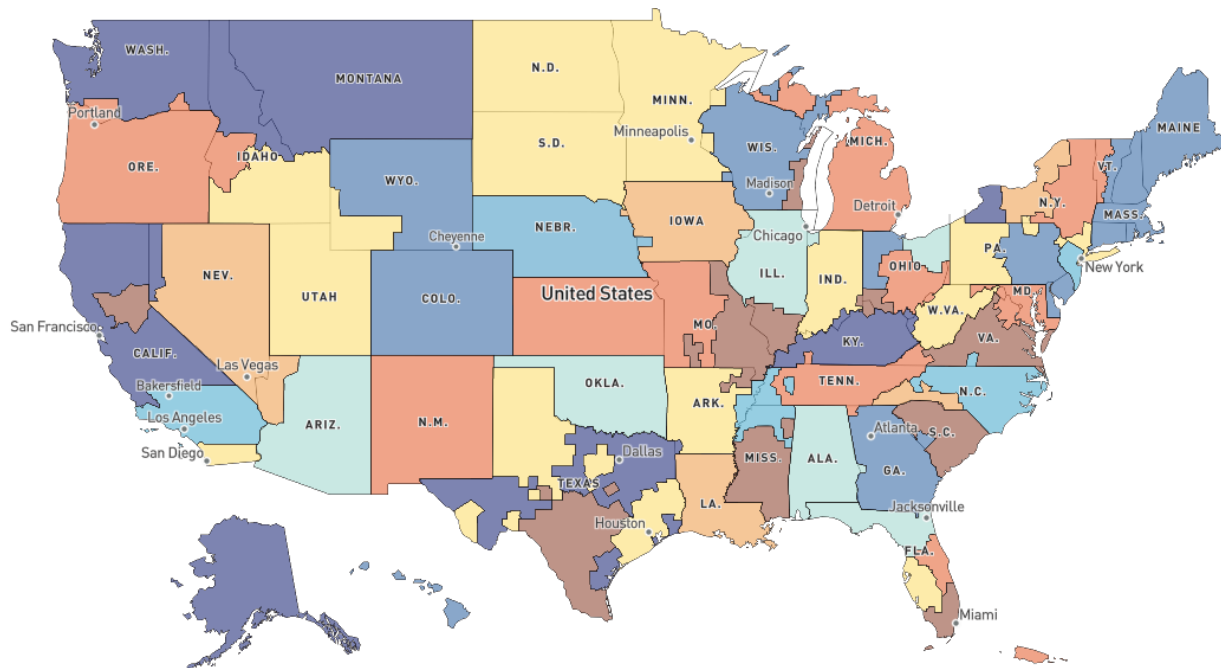 WASH.
MONTANA
N.D.
MINN.
MAINE
Portland
Minneapolis
S.D.
WIS.
MICH.
VT.
ORE.
IDAHO
WYO.
Madison
N.Y.
MASS.
IOWA
Detroit
NEBR.
Cheyenne
Chicago
PA.
New York
NEV.
UTAH
COLO.
United States
ILL.
IND.
OHIO
MD.
W.VA.
San Francisco
MO.
KY.
VA.
CALIF.
Las Vegas
Bakersfield
OKLA.
TENN.
N.C.
Los Angeles
ARIZ.
N.M.
ARK.
Atlanta
S.C.
San Diego
Dallas
MISS.
ALA.
GA.
TEXAS
LA.
Jacksonville
Houston
FLA.
Miami